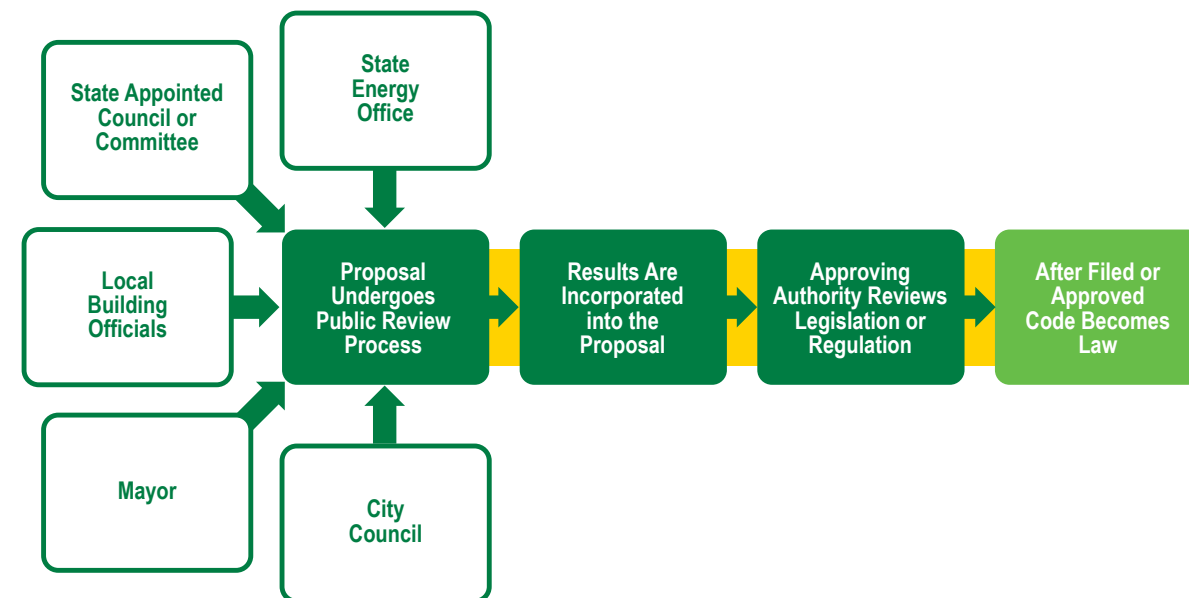 State Appointed
Council or
Committee
State
Energy
Office
Local
Building
Officials
Mayor
City
Council
Proposal
Undergoes
Public Review
Process
Results Are
Incorporated
into the
Proposal
Approving
Authority Reviews
Legislation or
Regulation
After Filed or
Approved
Code Becomes
Law